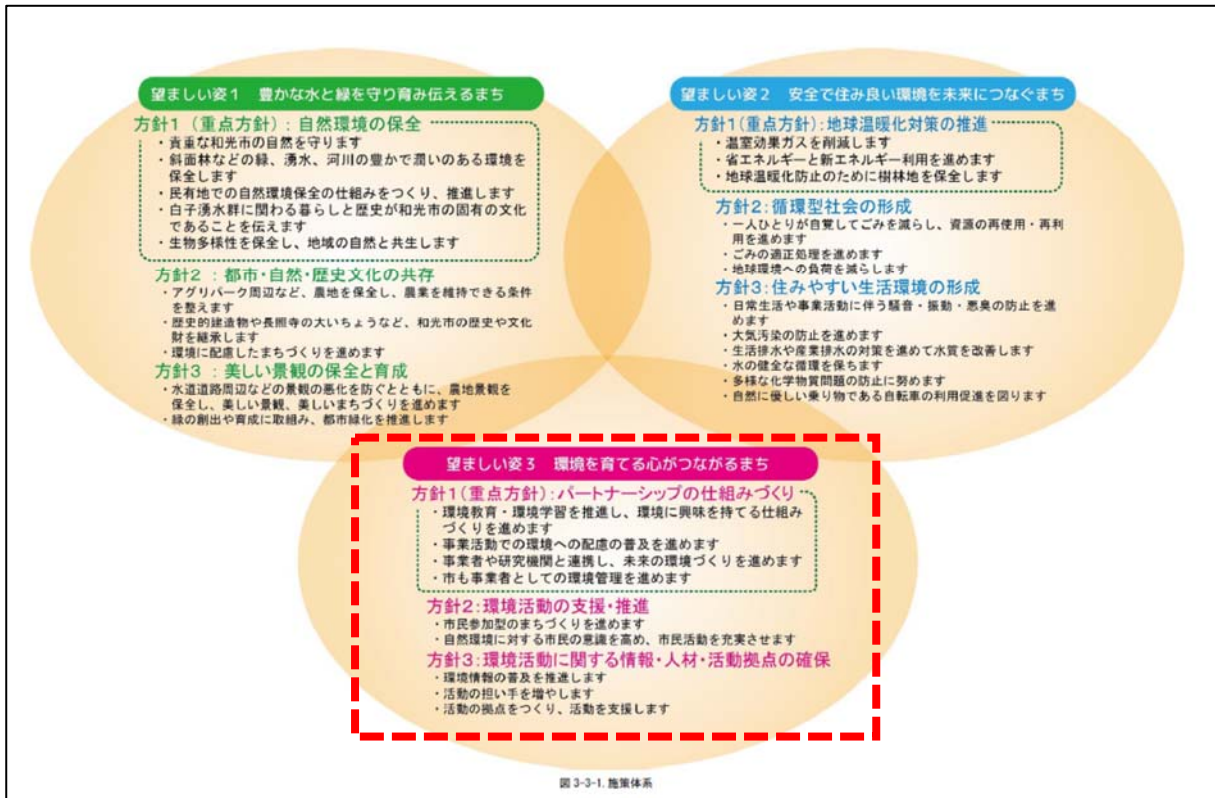 望ましい姿1 豊かな水と緑を守り育み伝えるまち
方針1（重点方針）：自然環境の保全
・貴重な和光市の自然を守ります
・斜面林などの緑、湧水、河川の豊かで潤いのある環境を
保全します
・民有地での自然環境保全の仕組みをつくり、推進します
・白子湧水群に関わる暮らしと歴史が和光市の固有の文化
であることを伝えます
・生物多様性を保全し、地域の自然と共生します
方針2 ：都市・自然・歴史文化の共存
・アグリパーク周辺など、農地を保全し、農業を維持できる条件
を整えます
・歴史的建造物や長照寺の大いちょうなど、和光市の歴史や文化
財を継承します
・環境に配慮したまちづくりを進めます
方針3 ：美しい景観の保全と育成
・水道道路周辺などの景観の悪化を防ぐとともに、農地景観を
保全し、美しい景観、美しいまちづくりを進めます
・緑の創出や育成に取組み、都市緑化を推進します
望ましい姿2 安全で住み良い環境を未来につなぐまち
方針1（重点方針）：地球温暖化対策の推進
・温室効果ガスを削減します
・省エネルギーと新エネルギー利用を進めます
・地球温暖化防止のために樹林地を保全します
方針2：循環型社会の形成
・一人ひとりが自覚してごみを減らし、資源の再使用・再利
用を進めます
・ごみの適正処理を進めます
・地球環境への負荷を減らします
方針3：住みやすい生活環境の形成
・日常生活や事業活動に伴う騒音・振動・悪臭の防止を進
めます
・大気汚染の防止を進めます
・生活排水や産業排水の対策を進めて水質を改善します
・水の健全な循環を保ちます
・多様な化学物質問題の防止に努めます
・自然に優しい乗り物である自転車の利用促進を図ります
望ましい姿3 環境を育てる心がつながるまち
方針1（重点方針）：パートナーシップの仕組みづくり
・環境教育・環境学習を推進し、環境に興味を持てる仕組み
づくりを進めます
・事業活動での環境への配慮の普及を進めます
・事業者や研究機関と連携し、未来の環境づくりを進めます
・市も事業者としての環境管理を進めます
方針2：環境活動の支援・推進
・市民参加型のまちづくりを進めます
・自然環境に対する市民の意識を高め、市民活動を充実させます
方針3：環境活動に関する情報・人材・活動拠点の確保
・環境情報の普及を推進します
・活動の担い手を増やします
・活動の拠点をつくり、活動を支援します
図 3-3-1. 施策体系